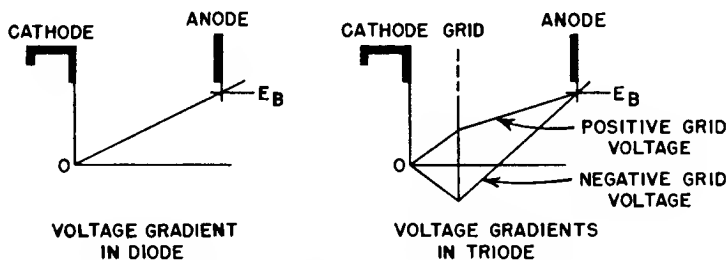 CATHODE
ANODE
E_B
O
VOLTAGE GRADIENT
IN DIODE
CATHODE GRID
ANODE
E_B
O
POSITIVE GRID
VOLTAGE
NEGATIVE GRID
VOLTAGE
VOLTAGE GRADIENTS
IN TRIODE